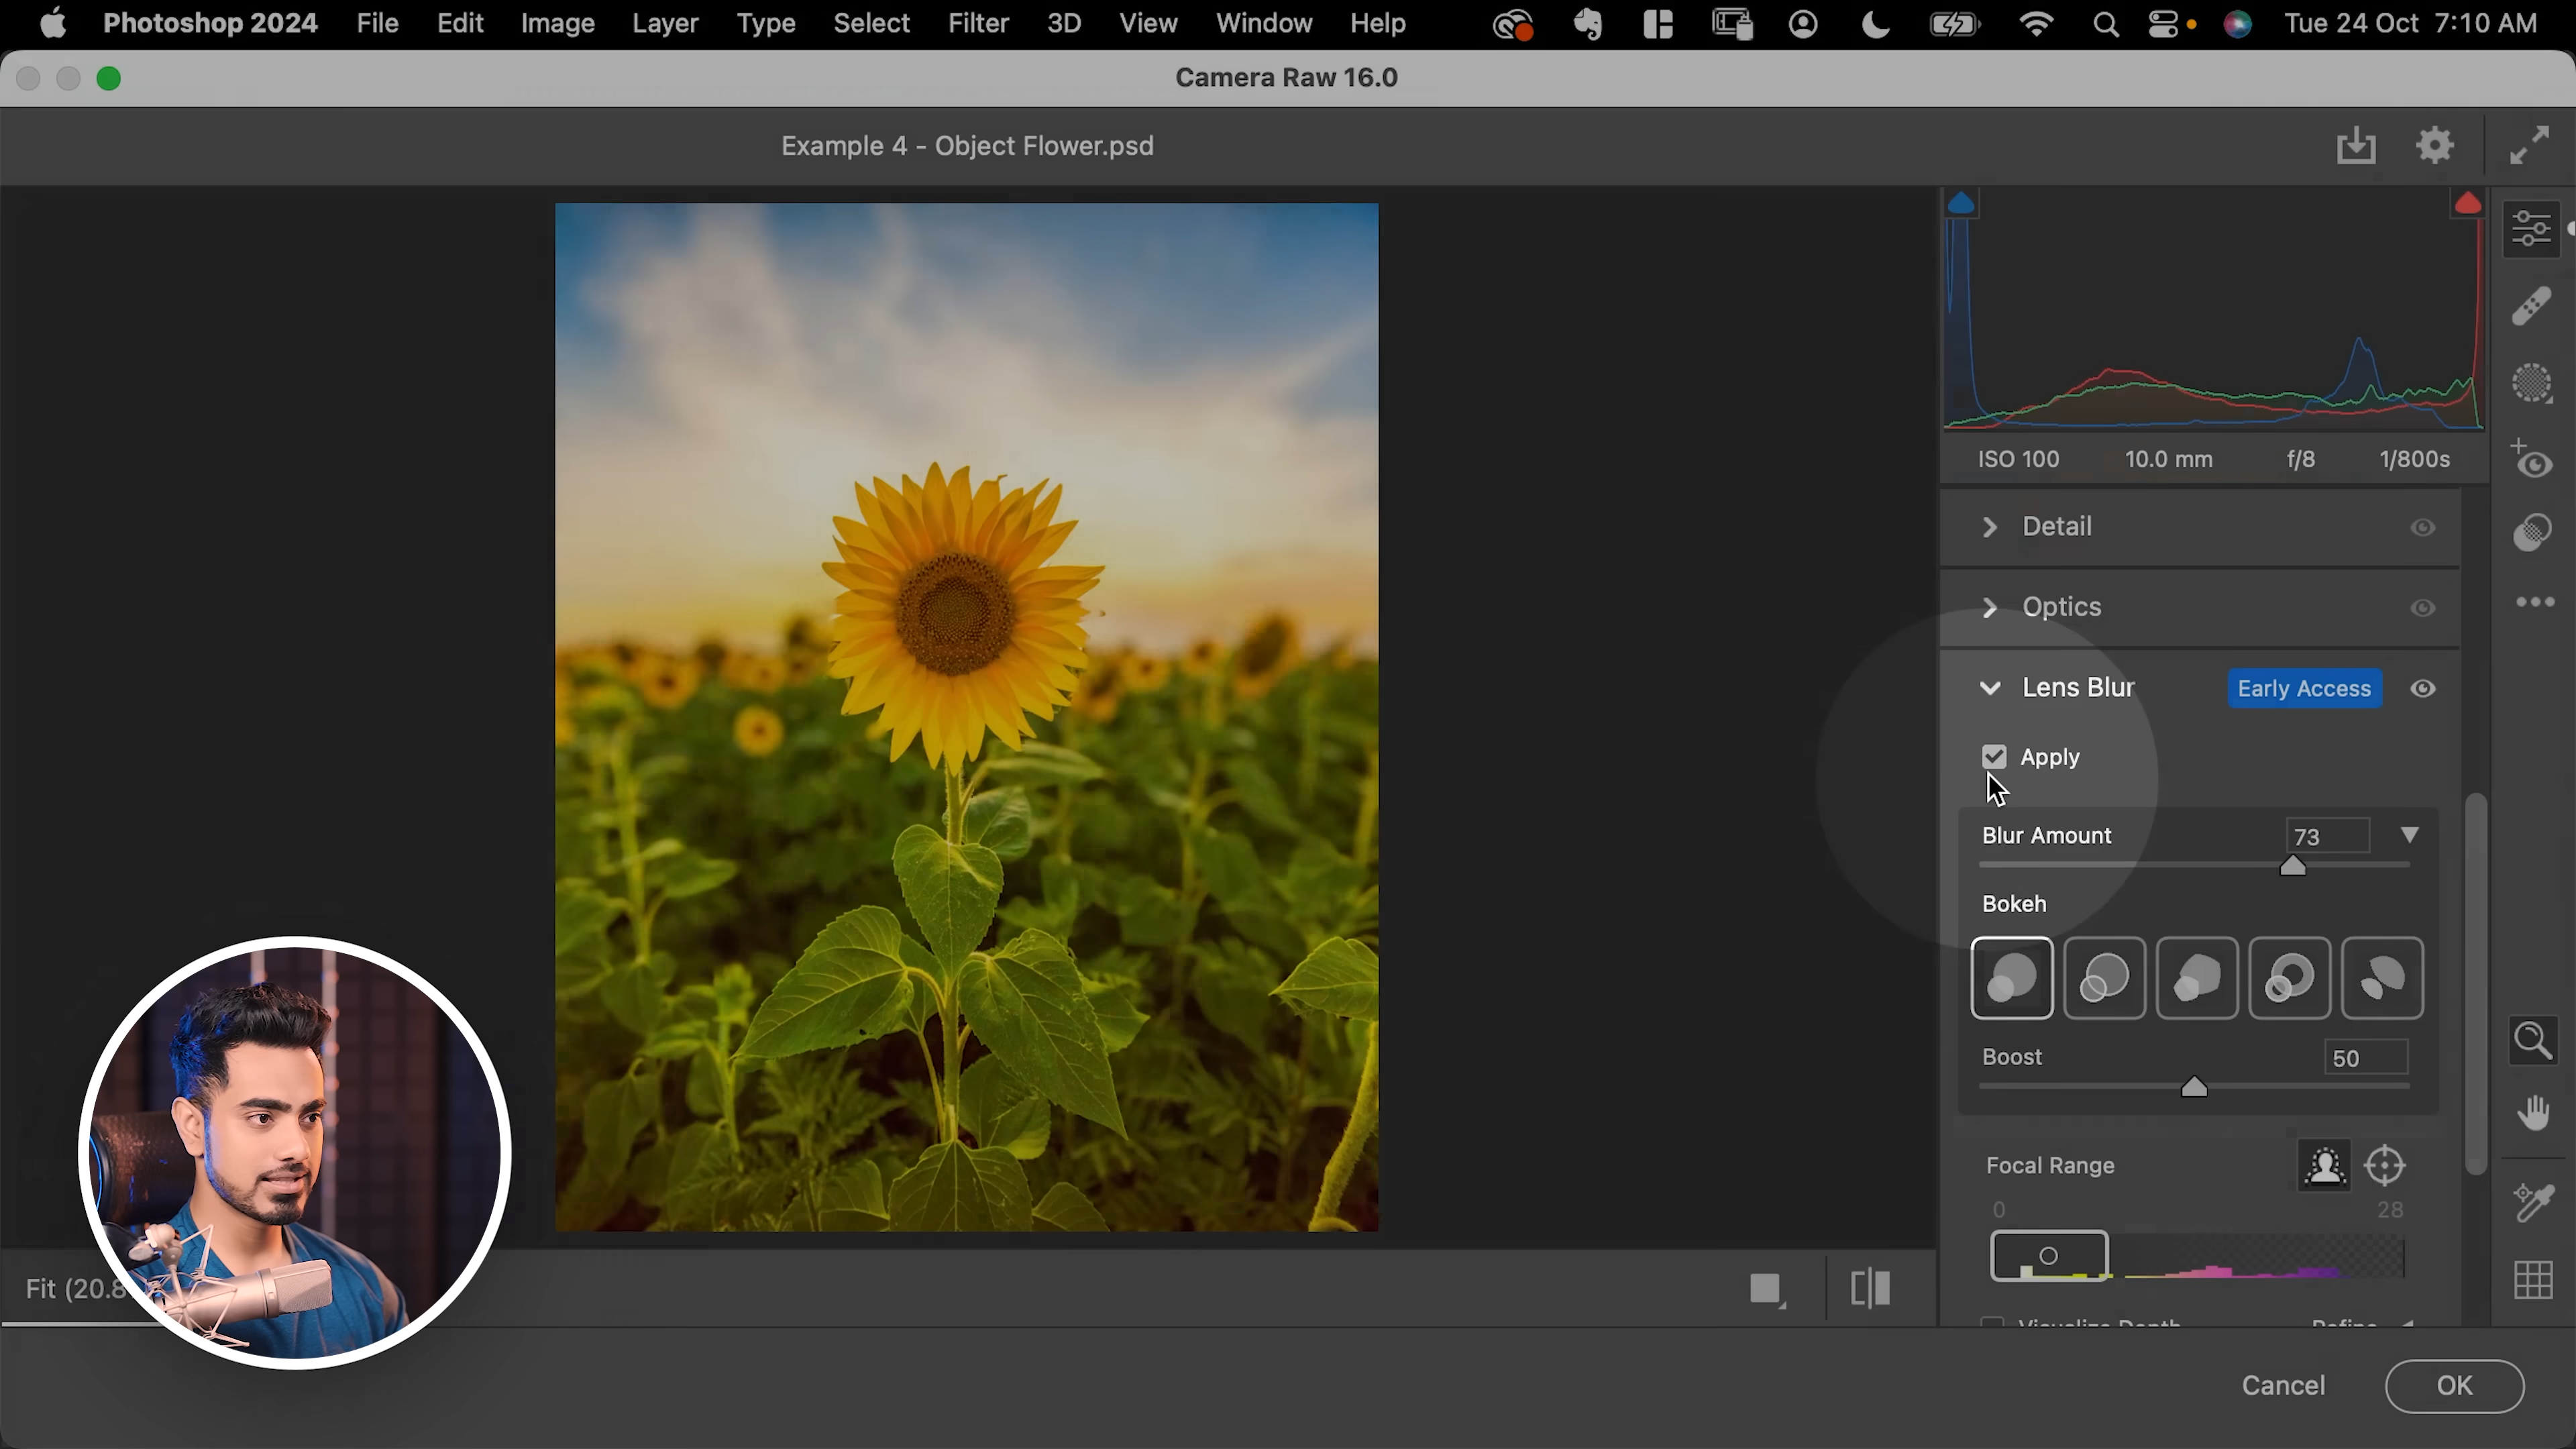 Photoshop 2024 File Edit Image Layer Type Select Filter 3D View Window Help Tue 24 Oct 7:10 AM
Camera Raw 16.0
Example 4 - Object Flower.psd
ISO 100 10.0 mm f/8 1/800s
Detail
Optics
Lens Blur Early Access
Apply
Blur Amount 73
Bokeh
Boost 50
Focal Range
0 28
Visualize Depth Refine
Fit (20.8
Cancel OK